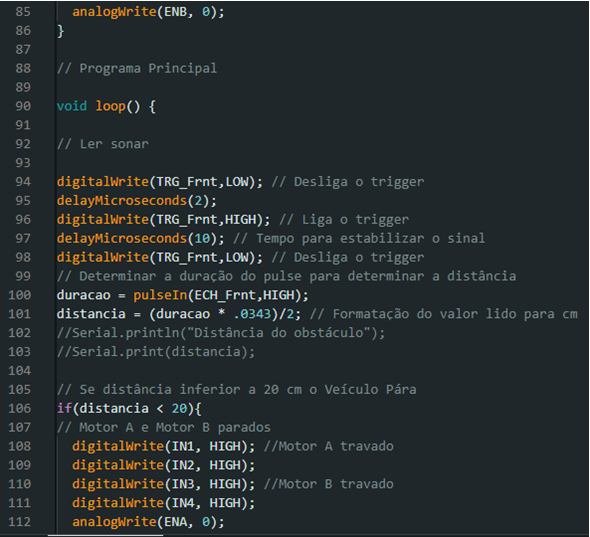 85 analogWrite(ENB, 0);
86 }
87
88 // Programa Principal
89
90 void loop() {
91
92 // Ler sonar
93
94 digitalWrite(TRG_Frnt,LOW); // Desliga o trigger
95 delayMicroseconds(2);
96 digitalWrite(TRG_Frnt,HIGH); // Liga o trigger
97 delayMicroseconds(10); // Tempo para estabilizar o sinal
98 digitalWrite(TRG_Frnt,LOW); // Desliga o trigger
99 // Determinar a duração do pulse para determinar a distância
100 duracao = pulseIn(ECH_Frnt,HIGH);
101 distancia = (duracao * .0343)/2; // Formatação do valor lido para cm
102 //Serial.println("Distância do obstáculo");
103 //Serial.print(distancia);
104
105 // Se distância inferior a 20 cm o Veículo Pára
106 if(distancia < 20){
107 // Motor A e Motor B parados
108 digitalWrite(IN1, HIGH); //Motor A travado
109 digitalWrite(IN2, HIGH);
110 digitalWrite(IN3, HIGH); //Motor B travado
111 digitalWrite(IN4, HIGH);
112 analogWrite(ENA, 0);